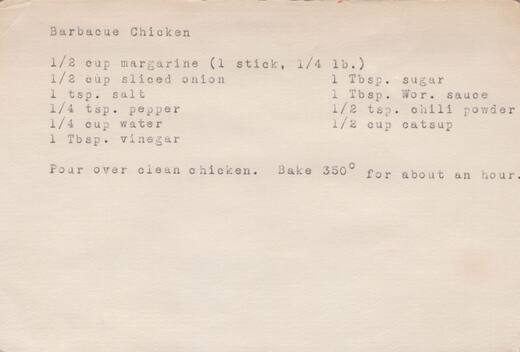 Barbacue Chicken
1/2 cup margarine (1 stick, 1/4 lb.)
1/2 cup sliced onion 1 Tbsp. sugar
1 tsp. salt 1 Tbsp. Wor. sauce
1/4 tsp. pepper 1/2 tsp. chili powder
1/4 cup water 1/2 cup catsup
1 Tbsp. vinegar
Pour over clean chicken. Bake 350° for about an hour.